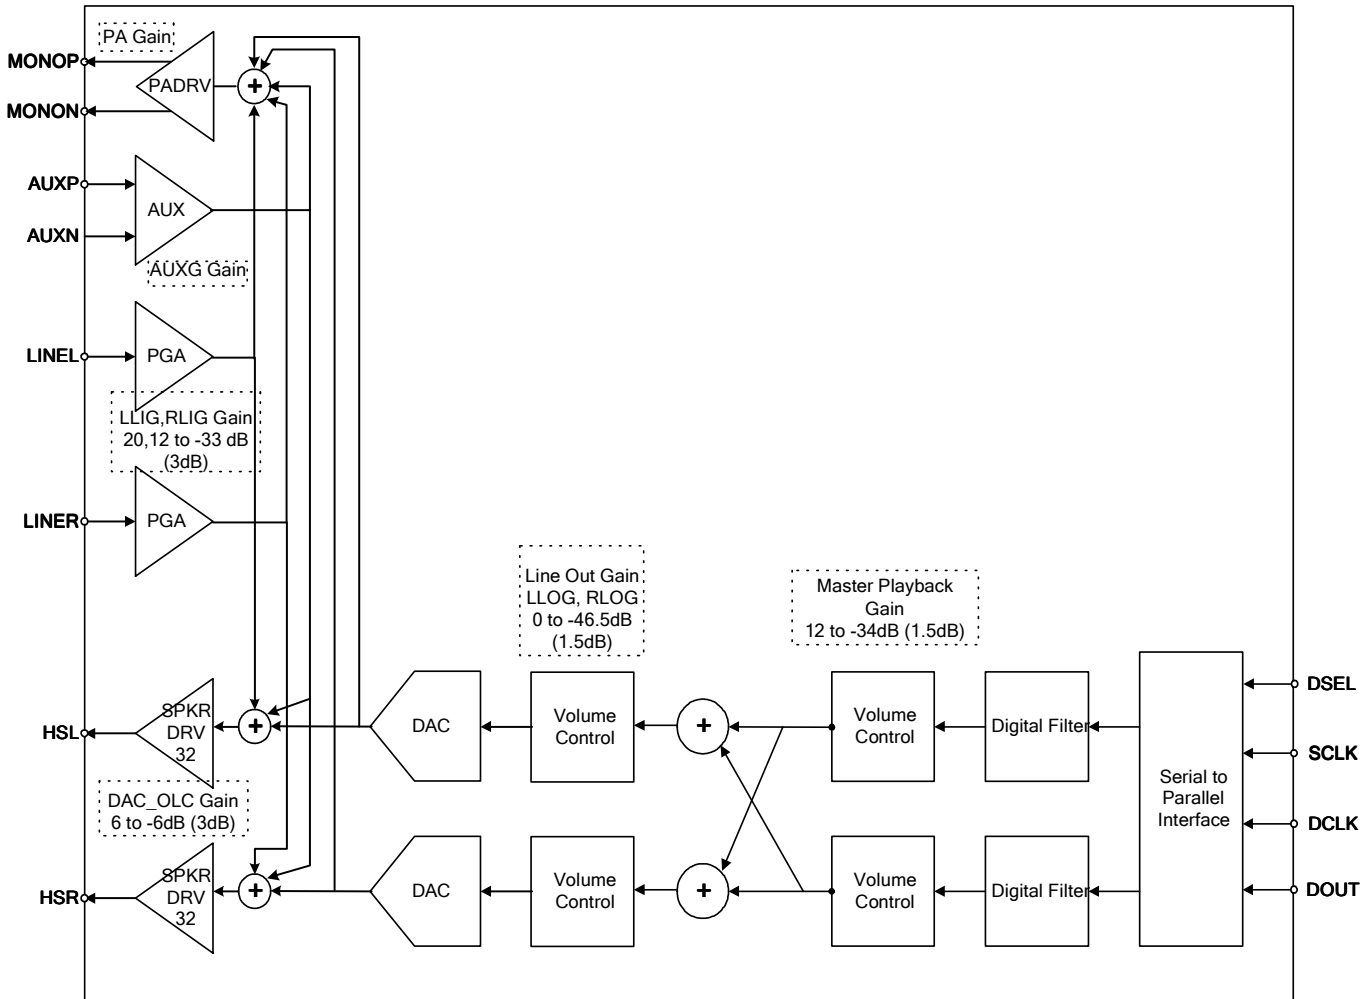 PA Gain
MONOP
PADRV
+
MONON
AUXP
AUX
AUXN
AUXG Gain
LINEL
PGA
LLIG,RLIG Gain
20,12 to -33 dB
(3dB)
LINER
PGA
Line Out Gain
LLOG, RLOG
0 to -46.5dB
(1.5dB)
Master Playback
Gain
12 to -34dB (1.5dB)
HSL
SPKR
DRV
32
+
DAC
Volume
Control
+
Volume
Control
Digital Filter
Serial to
Parallel
Interface
DSEL
SCLK
DCLK
DOUT
DAC_OLC Gain
6 to -6dB (3dB)
HSR
SPKR
DRV
32
+
DAC
Volume
Control
+
Volume
Control
Digital Filter